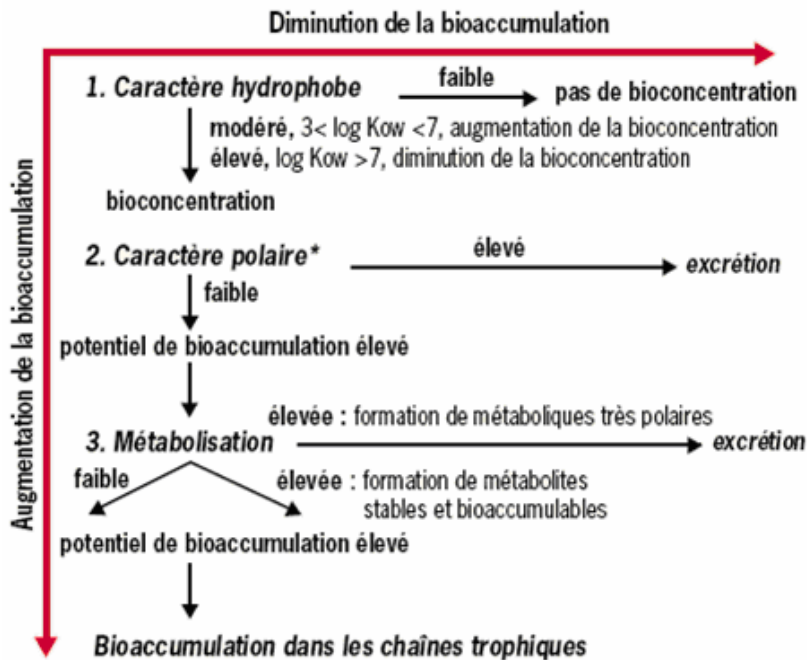 Diminution de la bioaccumulation
Augmentation de la bioaccumulation
1. Caractère hydrophobe
faible
pas de bioconcentration
modéré, 3< log Kow <7, augmentation de la bioconcentration
élevé, log Kow >7, diminution de la bioconcentration
bioconcentration
2. Caractère polaire*
élevé
excrétion
faible
potentiel de bioaccumulation élevé
élevée : formation de métaboliques très polaires
3. Métabolisation
excrétion
faible
élevée : formation de métabolites
stables et bioaccumulables
potentiel de bioaccumulation élevé
Bioaccumulation dans les chaînes trophiques